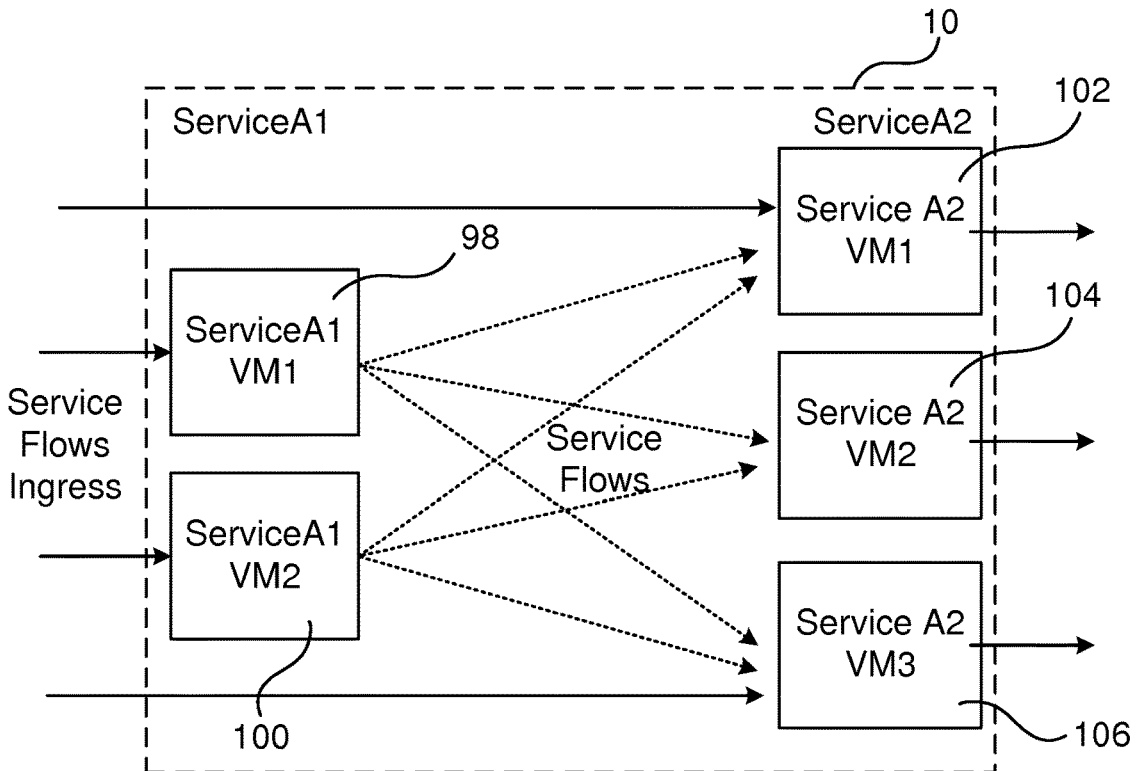 10
ServiceA1
ServiceA2
102
Service A2
VM1
98
ServiceA1
VM1
104
Service A2
VM2
Service
Flows
Ingress
Service
Flows
ServiceA1
VM2
Service A2
VM3
100
106